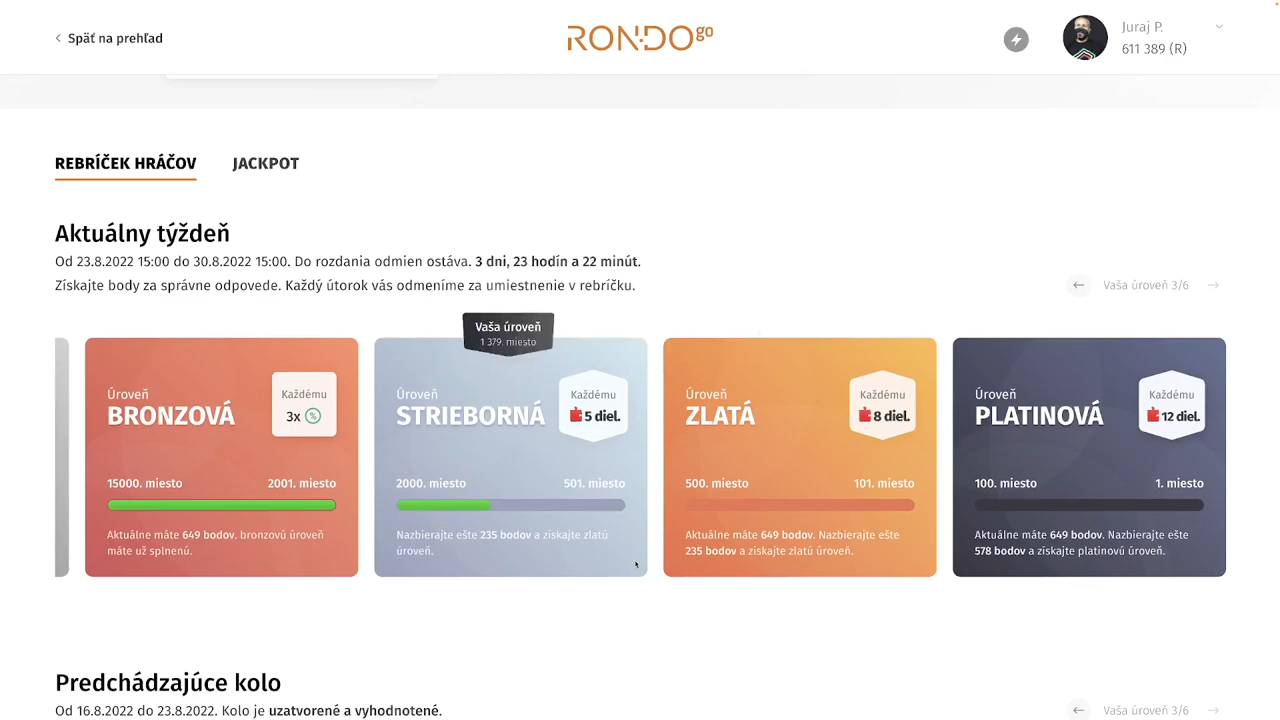 Späť na prehľad
RONDO go
Juraj P.
611 389 (R)
REBRÍČEK HRÁČOV
JACKPOT
Aktuálny týždeň
Od 23.8.2022 15:00 do 30.8.2022 15:00. Do rozdania odmien ostáva. 3 dni, 23 hodín a 22 minút.
Získajte body za správne odpovede. Každý útorok vás odmeníme za umiestnenie v rebríčku.
Vaša úroveň 3/6
Úroveň
BRONZOVÁ
Každému
3x %
15000. miesto
2001. miesto
Aktuálne máte 649 bodov. bronzovú úroveň
máte už splnenú.
Vaša úroveň
1 379. miesto
Úroveň
STRIEBORNÁ
Každému
5 diel.
2000. miesto
501. miesto
Nazbierajte ešte 235 bodov a získate zlatú
úroveň.
Úroveň
ZLATÁ
Každému
8 diel.
500. miesto
101. miesto
Aktuálne máte 649 bodov. Nazbierajte ešte
235 bodov a získajte zlatú úroveň.
Úroveň
PLATINOVÁ
Každému
12 diel.
100. miesto
1. miesto
Aktuálne máte 649 bodov. Nazbierajte ešte
578 bodov a získajte platinovú úroveň.
Predchádzajúce kolo
Od 16.8.2022 do 23.8.2022. Kolo je uzatvorené a vyhodnotené.
Vaša úroveň 3/6